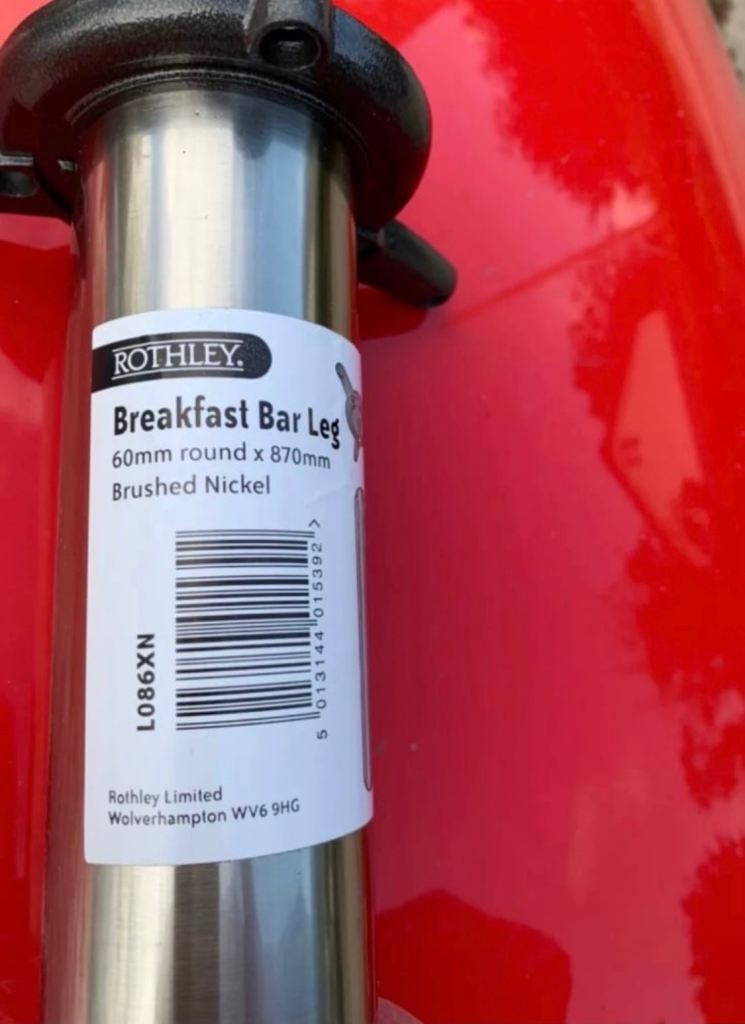 ROTHLEY.
Breakfast Bar Leg
60mm round x 870mm
Brushed Nickel
L086XN
5 013144 015392 >
Rothley Limited
Wolverhampton WV6 9HG